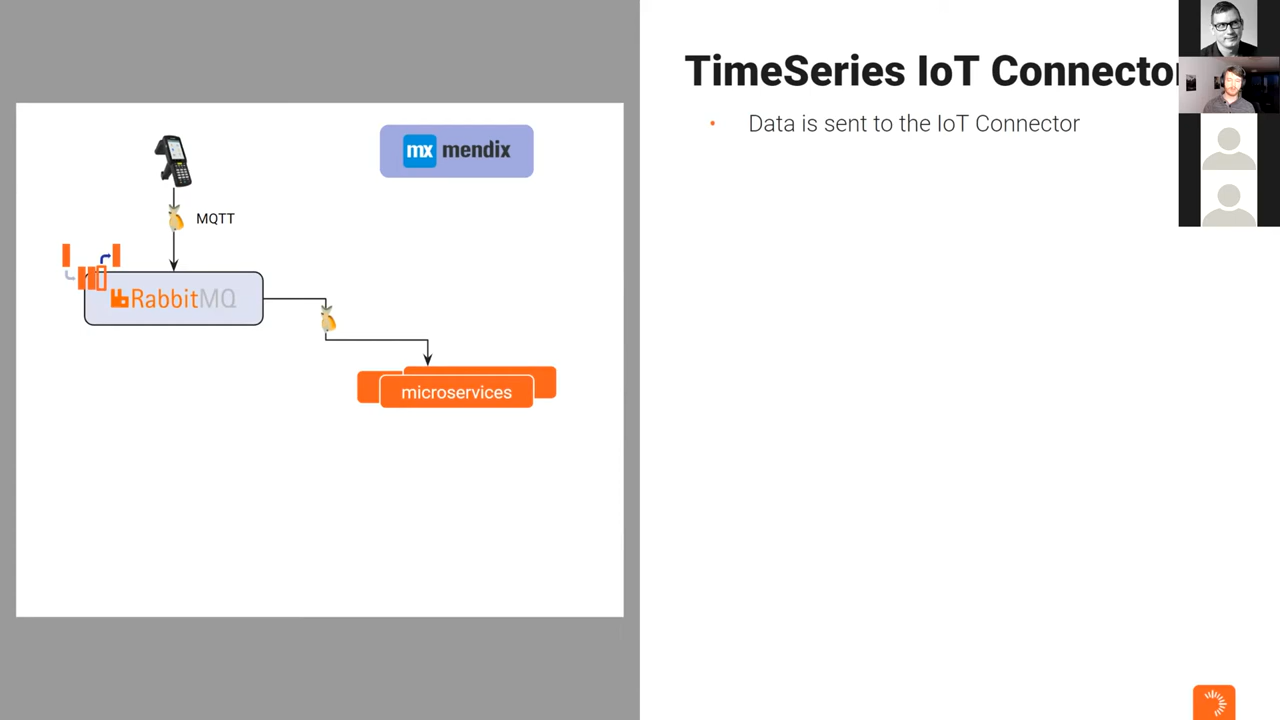 TimeSeries IoT Connector
• Data is sent to the IoT Connector
mx mendix
MQTT
RabbitMQ
microservices